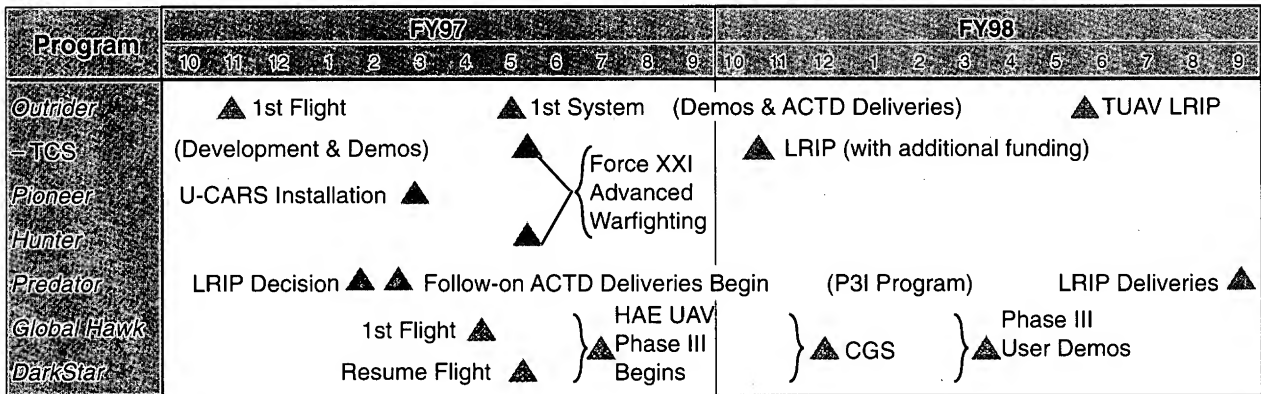 Program
FY97
FY98
10 11 12 1 2 3 4 5 6 7 8 9 10 11 12 1 2 3 4 5 6 7 8 9
Outrider
1st Flight
1st System
(Demos & ACTD Deliveries)
TUAV LRIP
– TCS
(Development & Demos)
Force XXI
Advanced
Warfighting
LRIP (with additional funding)
Pioneer
U-CARS Installation
Hunter
Predator
LRIP Decision
Follow-on ACTD Deliveries Begin
(P3I Program)
LRIP Deliveries
Global Hawk
1st Flight
HAE UAV
Phase III
Begins
CGS
Phase III
User Demos
DarkStar
Resume Flight